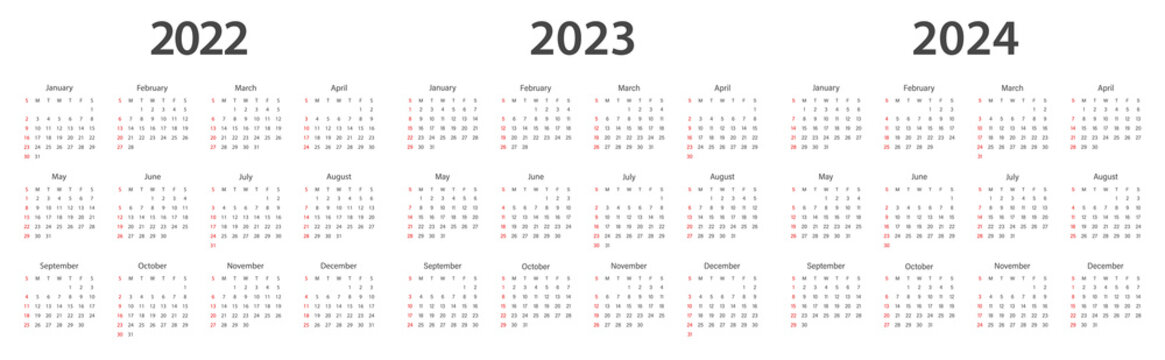 2022
January
S M T W T F S
1
2 3 4 5 6 7 8
9 10 11 12 13 14 15
16 17 18 19 20 21 22
23 24 25 26 27 28 29
30 31
February
S M T W T F S
1 2 3 4 5
6 7 8 9 10 11 12
13 14 15 16 17 18 19
20 21 22 23 24 25 26
27 28
March
S M T W T F S
1 2 3 4 5
6 7 8 9 10 11 12
13 14 15 16 17 18 19
20 21 22 23 24 25 26
27 28 29 30 31
April
S M T W T F S
1 2
3 4 5 6 7 8 9
10 11 12 13 14 15 16
17 18 19 20 21 22 23
24 25 26 27 28 29 30
May
S M T W T F S
1 2 3 4 5 6 7
8 9 10 11 12 13 14
15 16 17 18 19 20 21
22 23 24 25 26 27 28
29 30 31
June
S M T W T F S
1 2 3 4
5 6 7 8 9 10 11
12 13 14 15 16 17 18
19 20 21 22 23 24 25
26 27 28 29 30
July
S M T W T F S
1 2
3 4 5 6 7 8 9
10 11 12 13 14 15 16
17 18 19 20 21 22 23
24 25 26 27 28 29 30
31
August
S M T W T F S
1 2 3 4 5 6
7 8 9 10 11 12 13
14 15 16 17 18 19 20
21 22 23 24 25 26 27
28 29 30 31
September
S M T W T F S
1 2 3
4 5 6 7 8 9 10
11 12 13 14 15 16 17
18 19 20 21 22 23 24
25 26 27 28 29 30
October
S M T W T F S
1
2 3 4 5 6 7 8
9 10 11 12 13 14 15
16 17 18 19 20 21 22
23 24 25 26 27 28 29
30 31
November
S M T W T F S
1 2 3 4 5
6 7 8 9 10 11 12
13 14 15 16 17 18 19
20 21 22 23 24 25 26
27 28 29 30
December
S M T W T F S
1 2 3
4 5 6 7 8 9 10
11 12 13 14 15 16 17
18 19 20 21 22 23 24
25 26 27 28 29 30 31
2023
January
S M T W T F S
1 2 3 4 5 6 7
8 9 10 11 12 13 14
15 16 17 18 19 20 21
22 23 24 25 26 27 28
29 30 31
February
S M T W T F S
1 2 3 4
5 6 7 8 9 10 11
12 13 14 15 16 17 18
19 20 21 22 23 24 25
26 27 28
March
S M T W T F S
1 2 3 4
5 6 7 8 9 10 11
12 13 14 15 16 17 18
19 20 21 22 23 24 25
26 27 28 29 30 31
April
S M T W T F S
1
2 3 4 5 6 7 8
9 10 11 12 13 14 15
16 17 18 19 20 21 22
23 24 25 26 27 28 29
30
May
S M T W T F S
1 2 3 4 5 6
7 8 9 10 11 12 13
14 15 16 17 18 19 20
21 22 23 24 25 26 27
28 29 30 31
June
S M T W T F S
1 2 3
4 5 6 7 8 9 10
11 12 13 14 15 16 17
18 19 20 21 22 23 24
25 26 27 28 29 30
July
S M T W T F S
1
2 3 4 5 6 7 8
9 10 11 12 13 14 15
16 17 18 19 20 21 22
23 24 25 26 27 28 29
30 31
August
S M T W T F S
1 2 3 4 5
6 7 8 9 10 11 12
13 14 15 16 17 18 19
20 21 22 23 24 25 26
27 28 29 30 31
September
S M T W T F S
1 2
3 4 5 6 7 8 9
10 11 12 13 14 15 16
17 18 19 20 21 22 23
24 25 26 27 28 29 30
October
S M T W T F S
1 2 3 4 5 6 7
8 9 10 11 12 13 14
15 16 17 18 19 20 21
22 23 24 25 26 27 28
29 30 31
November
S M T W T F S
1 2 3 4
5 6 7 8 9 10 11
12 13 14 15 16 17 18
19 20 21 22 23 24 25
26 27 28 29 30
December
S M T W T F S
1 2
3 4 5 6 7 8 9
10 11 12 13 14 15 16
17 18 19 20 21 22 23
24 25 26 27 28 29 30
31
2024
January
S M T W T F S
1 2 3 4 5 6
7 8 9 10 11 12 13
14 15 16 17 18 19 20
21 22 23 24 25 26 27
28 29 30 31
February
S M T W T F S
1 2 3
4 5 6 7 8 9 10
11 12 13 14 15 16 17
18 19 20 21 22 23 24
25 26 27 28 29
March
S M T W T F S
1 2
3 4 5 6 7 8 9
10 11 12 13 14 15 16
17 18 19 20 21 22 23
24 25 26 27 28 29 30
31
April
S M T W T F S
1 2 3 4 5 6
7 8 9 10 11 12 13
14 15 16 17 18 19 20
21 22 23 24 25 26 27
28 29 30
May
S M T W T F S
1 2 3 4
5 6 7 8 9 10 11
12 13 14 15 16 17 18
19 20 21 22 23 24 25
26 27 28 29 30 31
June
S M T W T F S
1
2 3 4 5 6 7 8
9 10 11 12 13 14 15
16 17 18 19 20 21 22
23 24 25 26 27 28 29
30
July
S M T W T F S
1 2 3 4 5 6
7 8 9 10 11 12 13
14 15 16 17 18 19 20
21 22 23 24 25 26 27
28 29 30 31
August
S M T W T F S
1 2 3
4 5 6 7 8 9 10
11 12 13 14 15 16 17
18 19 20 21 22 23 24
25 26 27 28 29 30 31
September
S M T W T F S
1 2 3 4 5 6 7
8 9 10 11 12 13 14
15 16 17 18 19 20 21
22 23 24 25 26 27 28
29 30
October
S M T W T F S
1 2 3 4 5
6 7 8 9 10 11 12
13 14 15 16 17 18 19
20 21 22 23 24 25 26
27 28 29 30 31
November
S M T W T F S
1 2
3 4 5 6 7 8 9
10 11 12 13 14 15 16
17 18 19 20 21 22 23
24 25 26 27 28 29 30
December
S M T W T F S
1 2 3 4 5 6 7
8 9 10 11 12 13 14
15 16 17 18 19 20 21
22 23 24 25 26 27 28
29 30 31